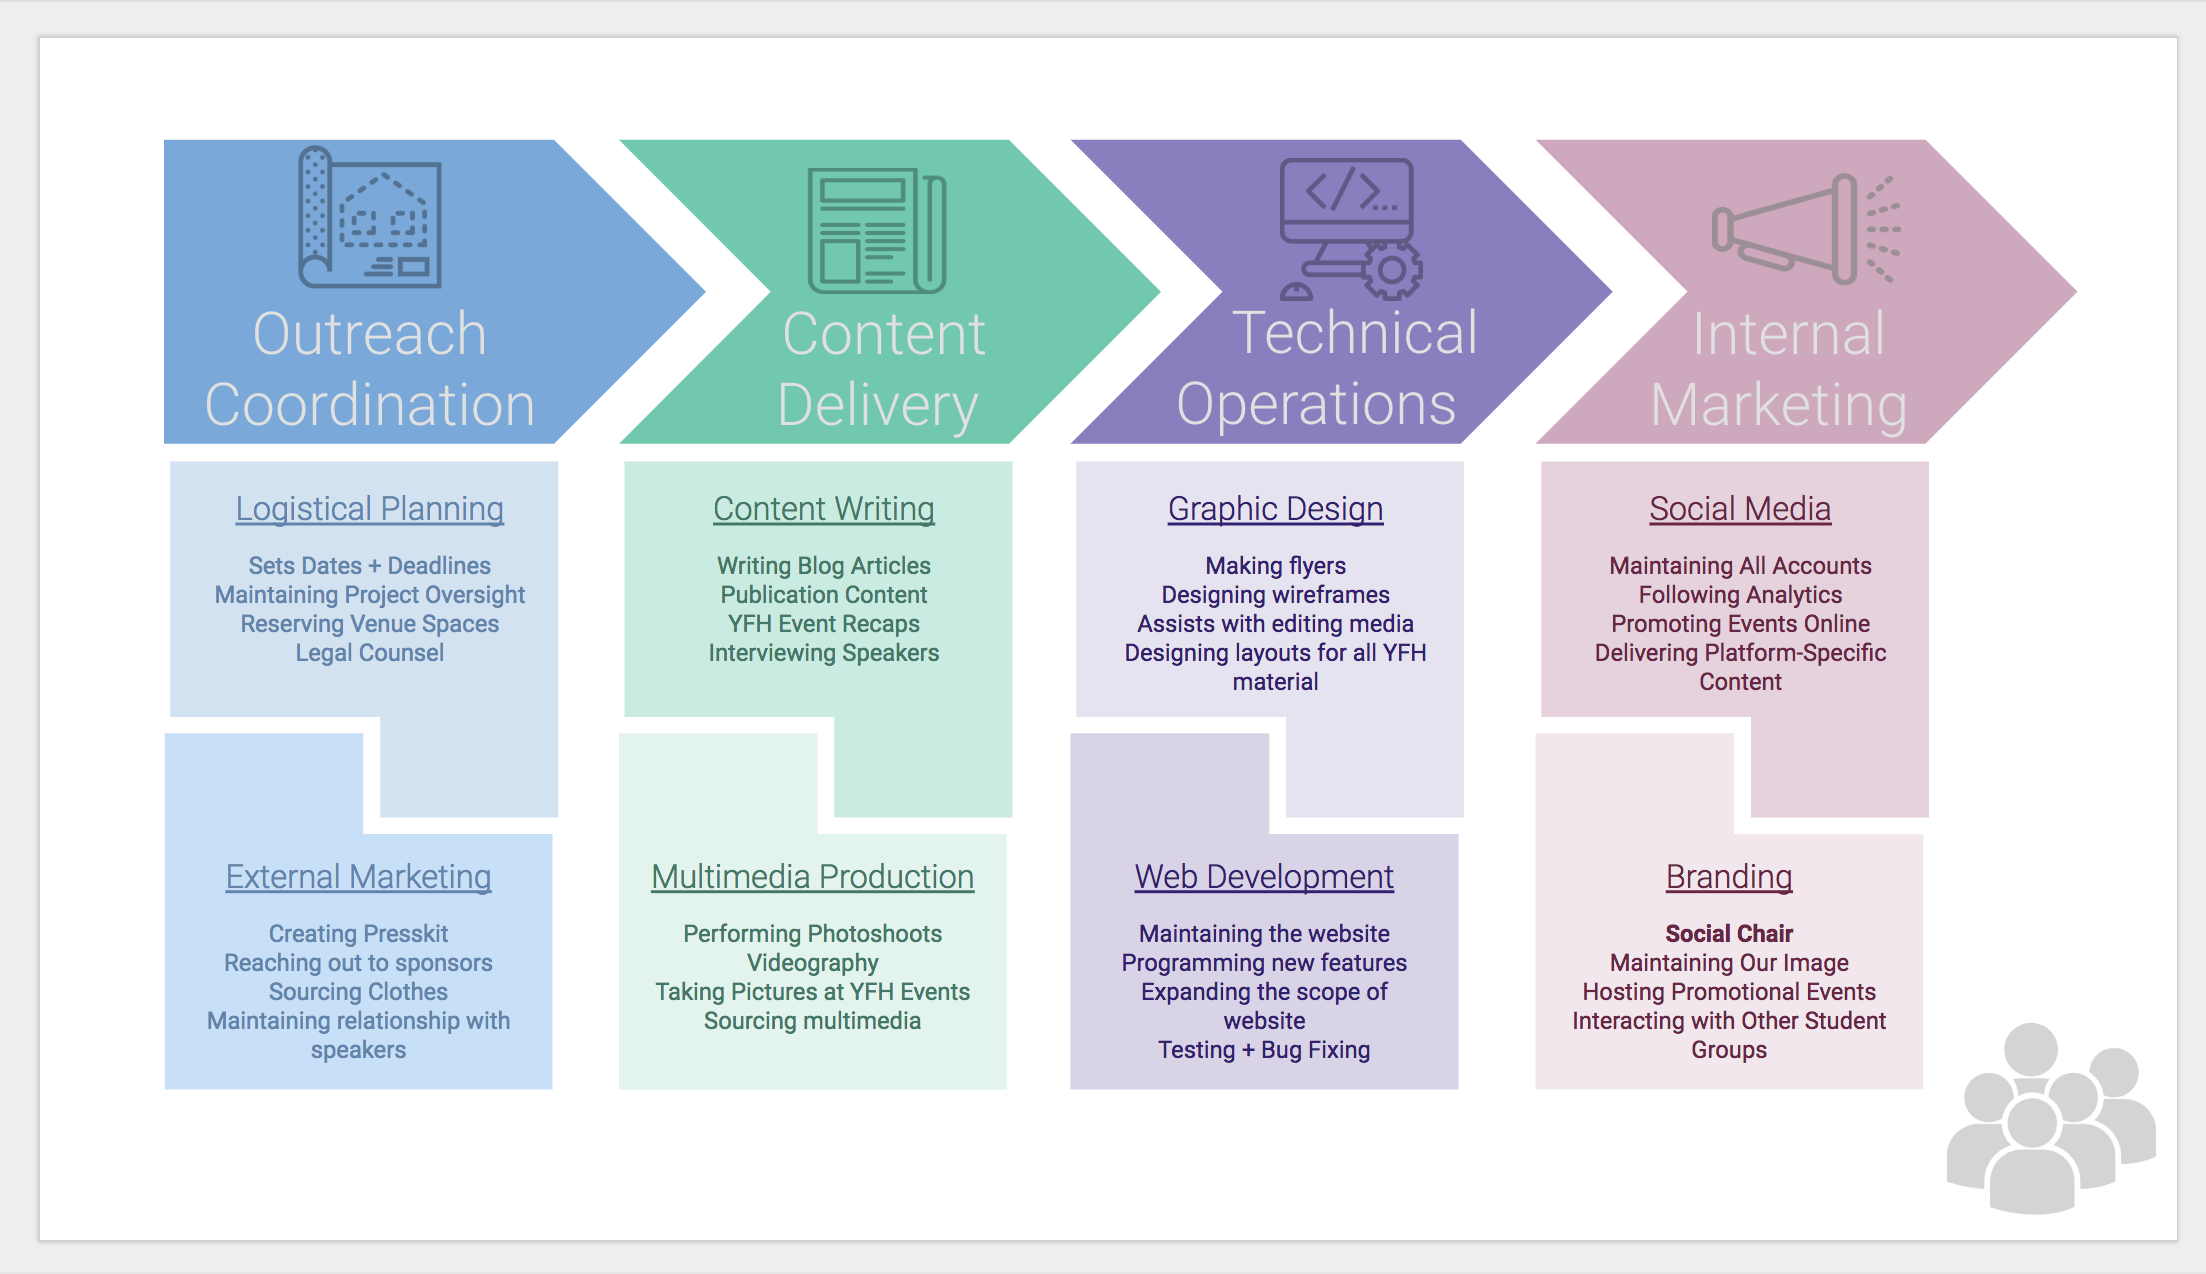 Outreach
Coordination
Logistical Planning
Sets Dates + Deadlines
Maintaining Project Oversight
Reserving Venue Spaces
Legal Counsel
External Marketing
Creating Presskit
Reaching out to sponsors
Sourcing Clothes
Maintaining relationship with
speakers
Content
Delivery
Content Writing
Writing Blog Articles
Publication Content
YFH Event Recaps
Interviewing Speakers
Multimedia Production
Performing Photoshoots
Videography
Taking Pictures at YFH Events
Sourcing multimedia
Technical
Operations
Graphic Design
Making flyers
Designing wireframes
Assists with editing media
Designing layouts for all YFH
material
Web Development
Maintaining the website
Programming new features
Expanding the scope of
website
Testing + Bug Fixing
Internal
Marketing
Social Media
Maintaining All Accounts
Following Analytics
Promoting Events Online
Delivering Platform-Specific
Content
Branding
Social Chair
Maintaining Our Image
Hosting Promotional Events
Interacting with Other Student
Groups